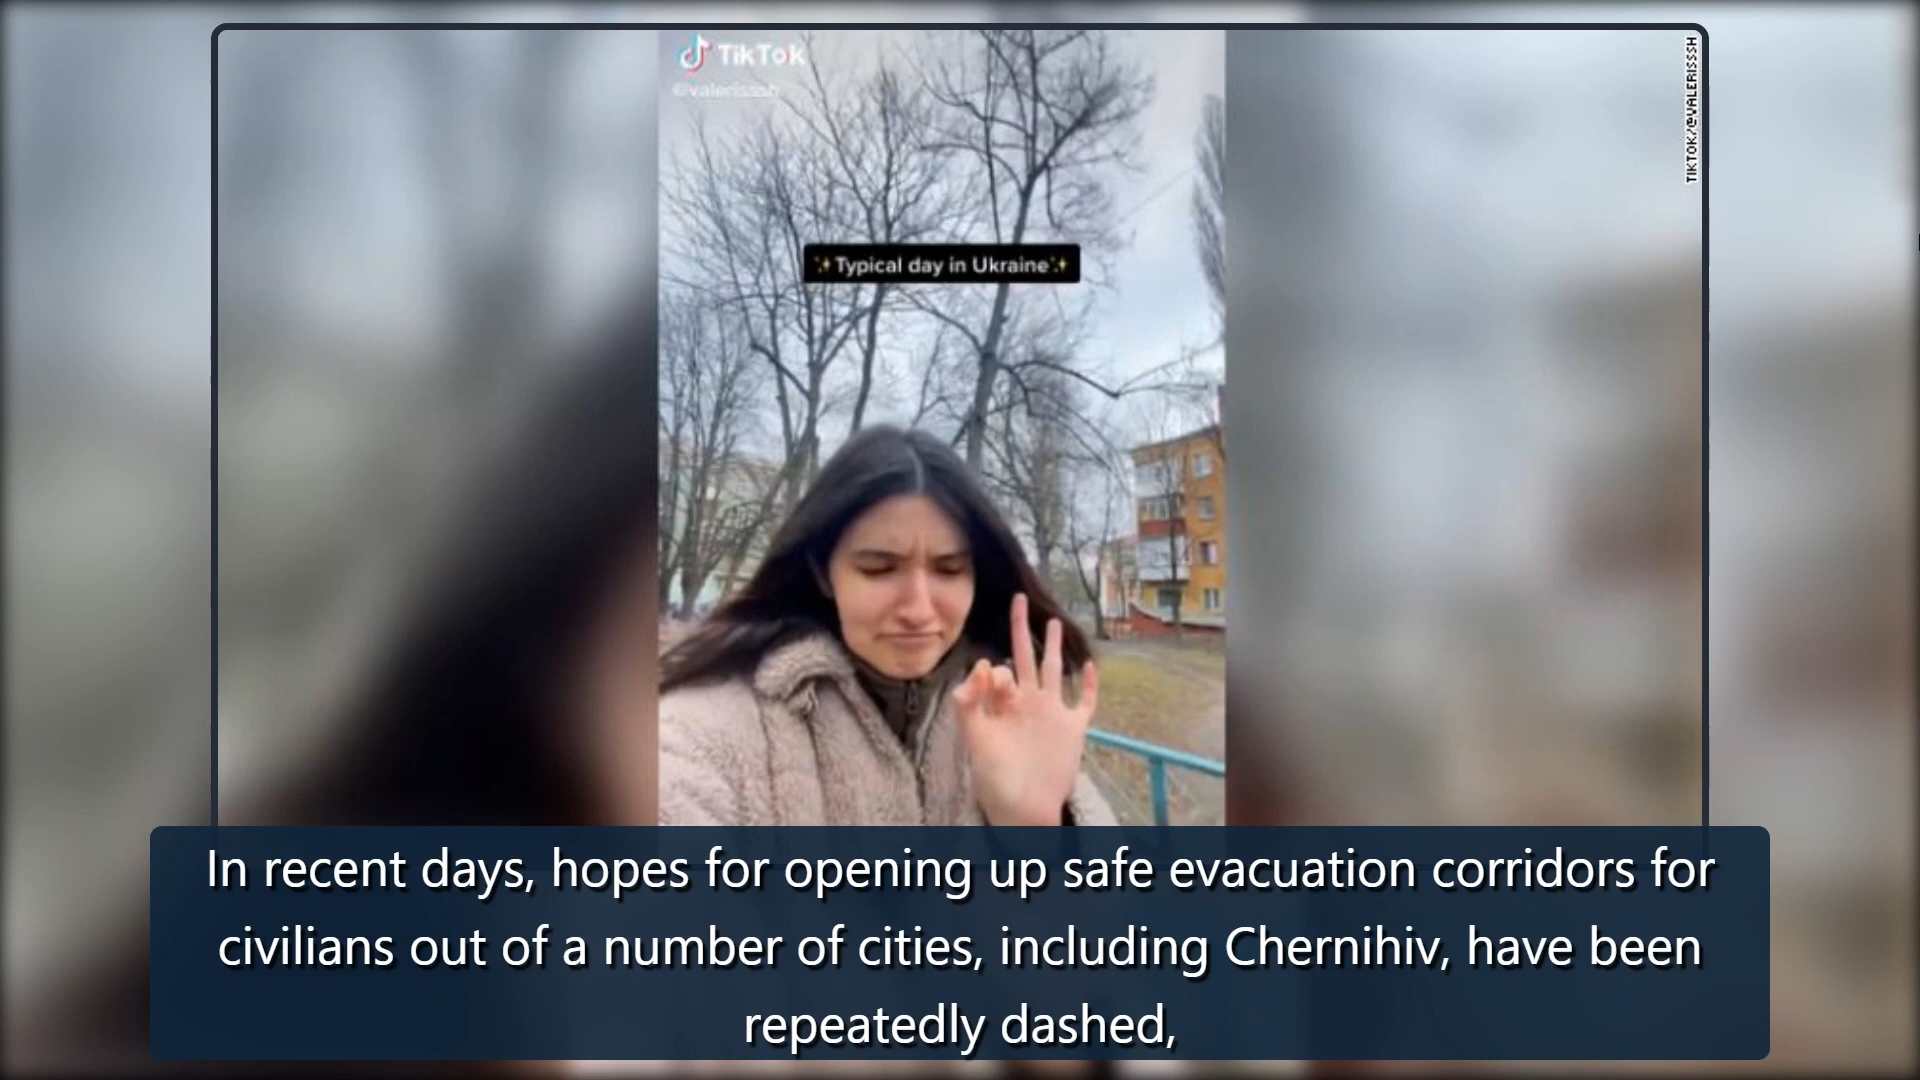 TikTok
@valerisssh
TIKTOK/@VALERISSSH
✨Typical day in Ukraine✨
In recent days, hopes for opening up safe evacuation corridors for
civilians out of a number of cities, including Chernihiv, have been
repeatedly dashed,